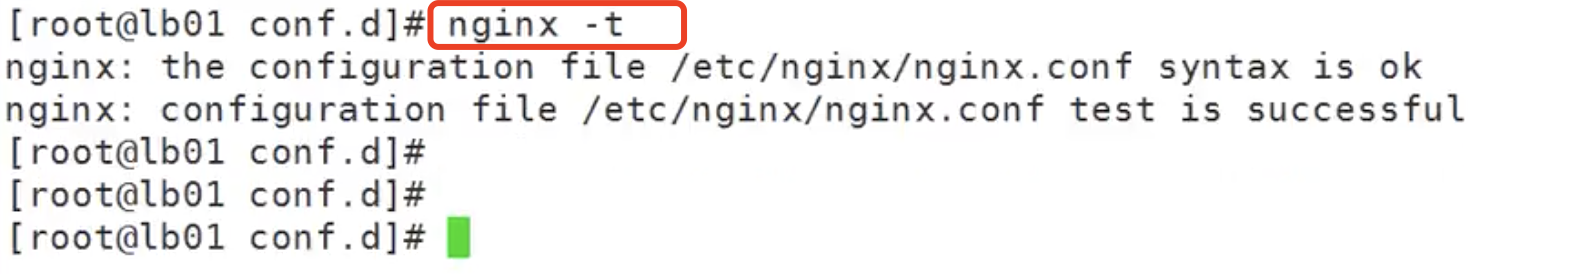 [root@lb01 conf.d]# nginx -t
nginx: the configuration file /etc/nginx/nginx.conf syntax is ok
nginx: configuration file /etc/nginx/nginx.conf test is successful
[root@lb01 conf.d]#
[root@lb01 conf.d]#
[root@lb01 conf.d]#